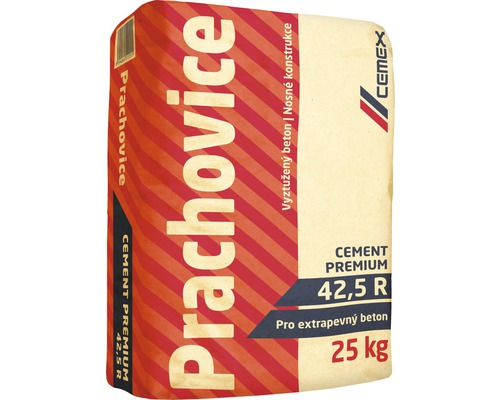 Prachovice
CEMENT PREMIUM
42,5 R
Prachovice
Vyztužený beton | Nosné konstrukce
CEMEX
CEMENT
PREMIUM
42,5 R
Pro extrapevný beton
25 kg